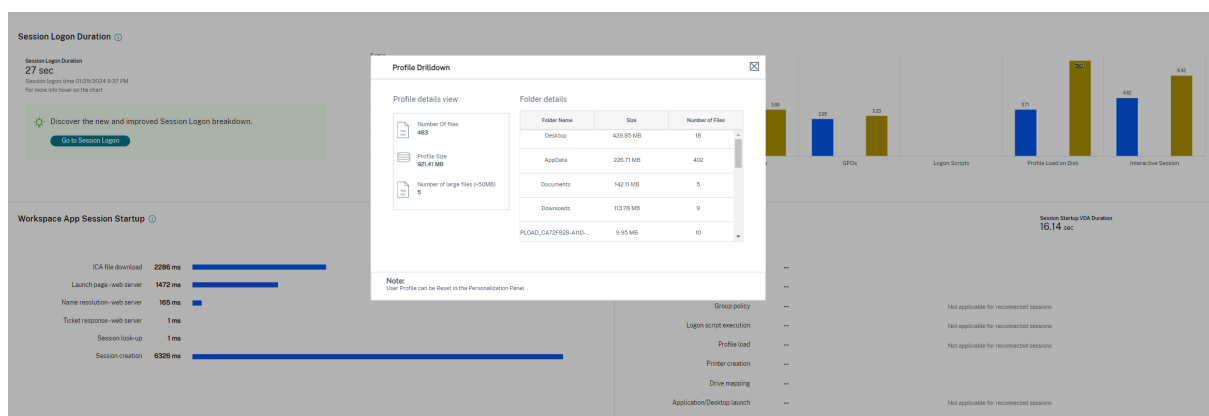 Session Logon Duration
Session Logon Duration
27 sec
Session logon time 01/25/2024 9:37 PM
For more info hover on the chart
Discover the new and improved Session Logon breakdown.
Go to Session Logon
Profile Drilldown
Profile details view
Number Of files
463
Profile Size
921.41 MB
Number of large files (>50MB)
5
Folder details
Folder Name Size Number of Files
Desktop 428.85 MB 18
AppData 226.71 MB 402
Documents 142.11 MB 5
Downloads 113.78 MB 9
PLOAD_CA72F82B-A11D-... 9.95 MB 10
Note:
User Profile can be Reset in the Personalization Panel
3.71
4.92
GPOs
Logon Scripts
Profile Load on Disk
Interactive Session
Workspace App Session Startup
ICA file download 2286 ms
Launch page-web server 1472 ms
Name resolution-web server 165 ms
Ticket response-web server 1 ms
Session look-up 1 ms
Session creation 6326 ms
Session Startup VDA Duration
16.14 sec
--
--
Group policy -- Not applicable for reconnected sessions
Logon script execution -- Not applicable for reconnected sessions
Profile load -- Not applicable for reconnected sessions
Printer creation --
Drive mapping --
Application/Desktop launch -- Not applicable for reconnected sessions